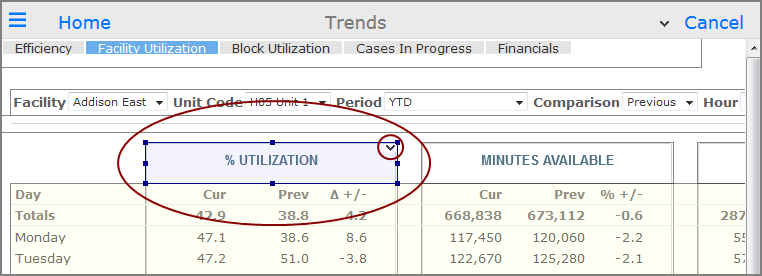 Home Trends Cancel
Efficiency Facility Utilization Block Utilization Cases In Progress Financials
Facility Addison East Unit Code H05 Unit 1 Period YTD Comparison Previous Hour
% UTILIZATION MINUTES AVAILABLE
Day Cur Prev Δ +/- Cur Prev % +/-
Totals 42.9 38.8 4.2 668,838 673,112 -0.6 287
Monday 47.1 38.6 8.6 117,450 120,060 -2.2
Tuesday 47.2 51.0 -3.8 122,670 125,280 -2.1